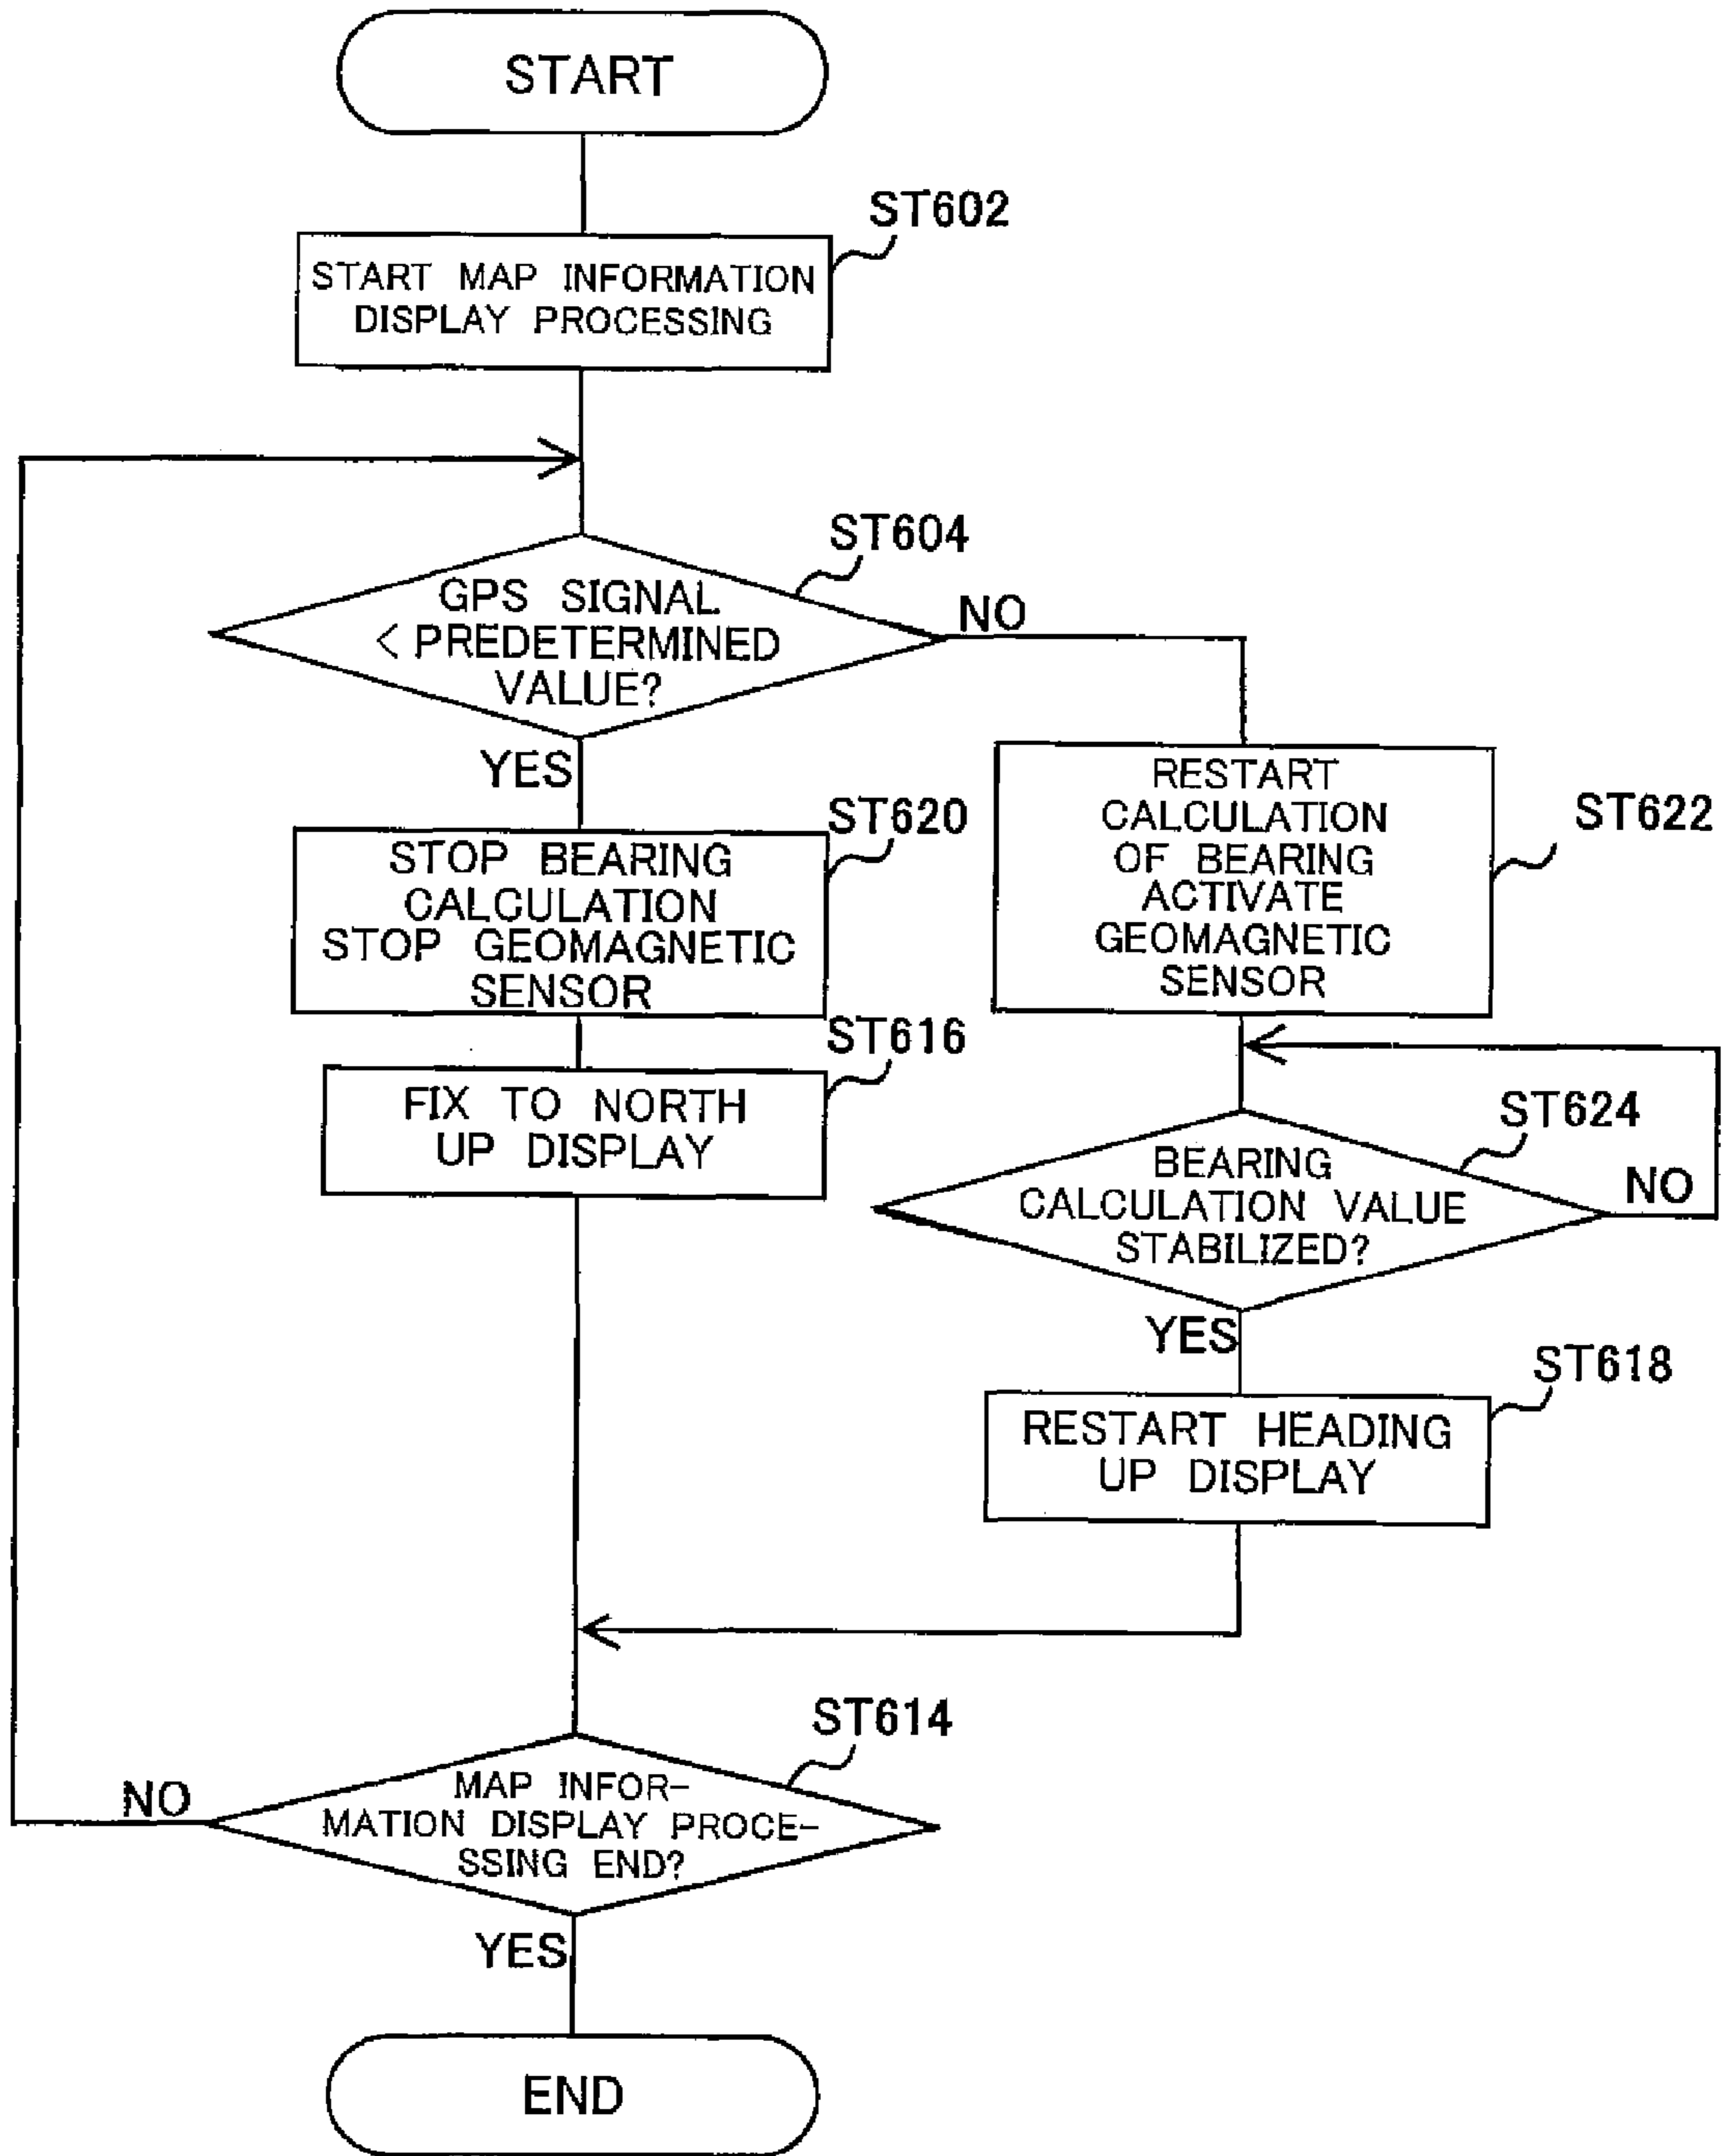 START
ST602
START MAP INFORMATION
DISPLAY PROCESSING
ST604
GPS SIGNAL
< PREDETERMINED
VALUE?
NO
YES
ST620
STOP BEARING
CALCULATION
STOP GEOMAGNETIC
SENSOR
ST622
RESTART
CALCULATION
OF BEARING
ACTIVATE
GEOMAGNETIC
SENSOR
ST616
FIX TO NORTH
UP DISPLAY
ST624
BEARING
CALCULATION VALUE
STABILIZED?
NO
YES
ST618
RESTART HEADING
UP DISPLAY
ST614
MAP INFOR-
MATION DISPLAY PROCE-
SSING END?
NO
YES
END